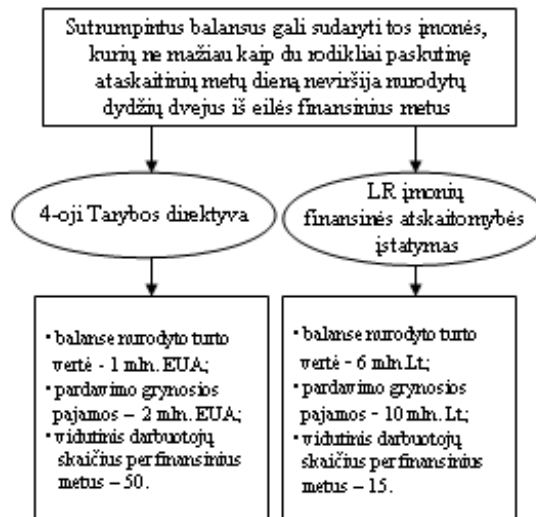 Sutrumpintus balansus gali sudaryti tos įmonės,
kurių ne mažiau kaip du rodikliai paskutinę
ataskaitinių metų dieną neviršija nurodytų
dydžių dvejus iš eilės finansinius metus
4-oji Tarybos direktyva
LR įmonių
finansinės atskaitomybės
įstatymas
• balanse nurodyto turto
vertė - 1 mln. EUA;
• pardavimo grynosios
pajamos – 2 mln. EUA;
• vidutinis darbuotojų
skaičius per finansinius
metus – 50.
• balanse nurodyto turto
vertė - 6 mln.Lt;
• pardavimo grynosios
pajamos - 10 mln. Lt;
• vidutinis darbuotojų
skaičius per finansinius
metus – 15.